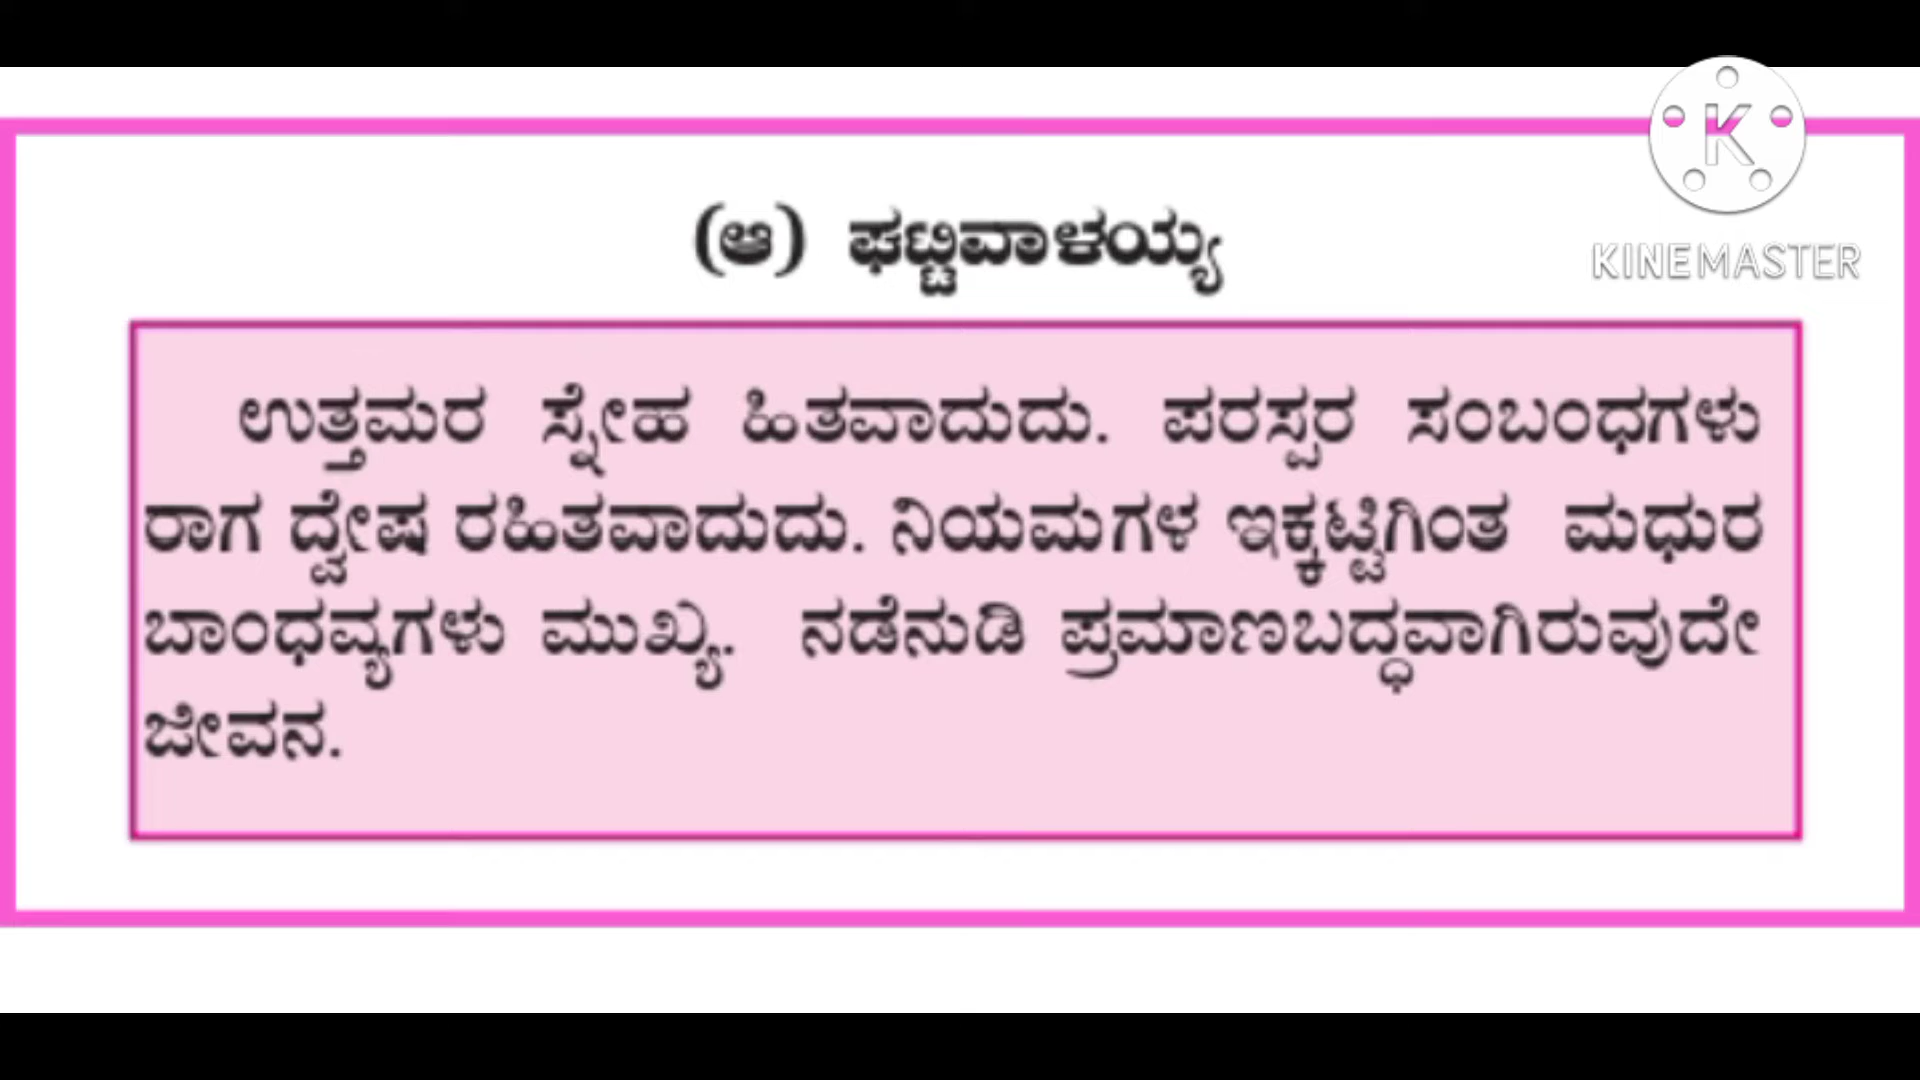 (ಆ) ಘಟ್ಟಿವಾಳಯ್ಯ
K
KINEMASTER
ಉತ್ತಮರ ಸ್ನೇಹ ಹಿತವಾದುದು. ಪರಸ್ಪರ ಸಂಬಂಧಗಳು
ರಾಗ ದ್ವೇಷ ರಹಿತವಾದುದು. ನಿಯಮಗಳ ಇಕ್ಕಟ್ಟಿಗಿಂತ ಮಧುರ
ಬಾಂಧವ್ಯಗಳು ಮುಖ್ಯ. ನಡೆನುಡಿ ಪ್ರಮಾಣಬದ್ಧವಾಗಿರುವುದೇ
ಜೀವನ.